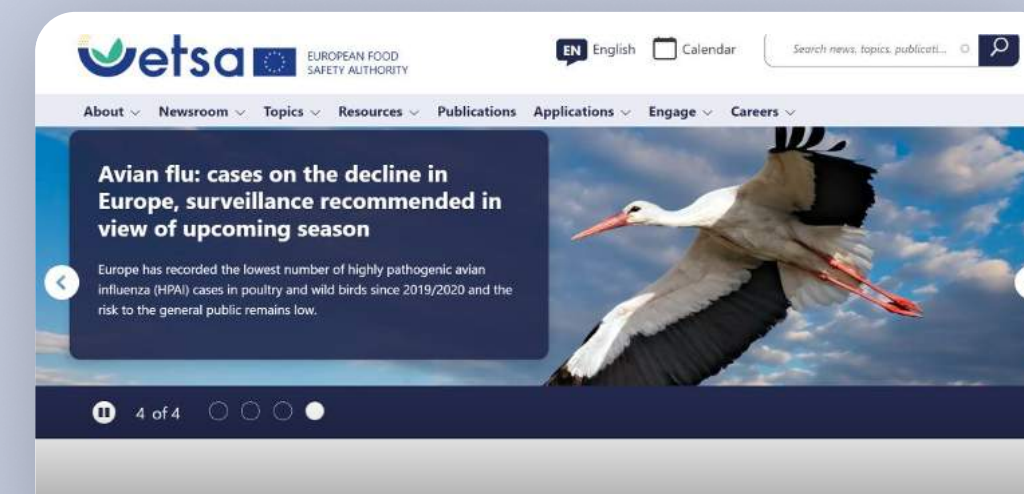 etsa
EUROPEAN FOOD
SAFETY AUTHORITY
EN English
Calendar
Search news, topics, publicati...
About
Newsroom
Topics
Resources
Publications
Applications
Engage
Careers
Avian flu: cases on the decline in
Europe, surveillance recommended in
view of upcoming season
Europe has recorded the lowest number of highly pathogenic avian
influenza (HPAI) cases in poultry and wild birds since 2019/2020 and the
risk to the general public remains low.
4 of 4